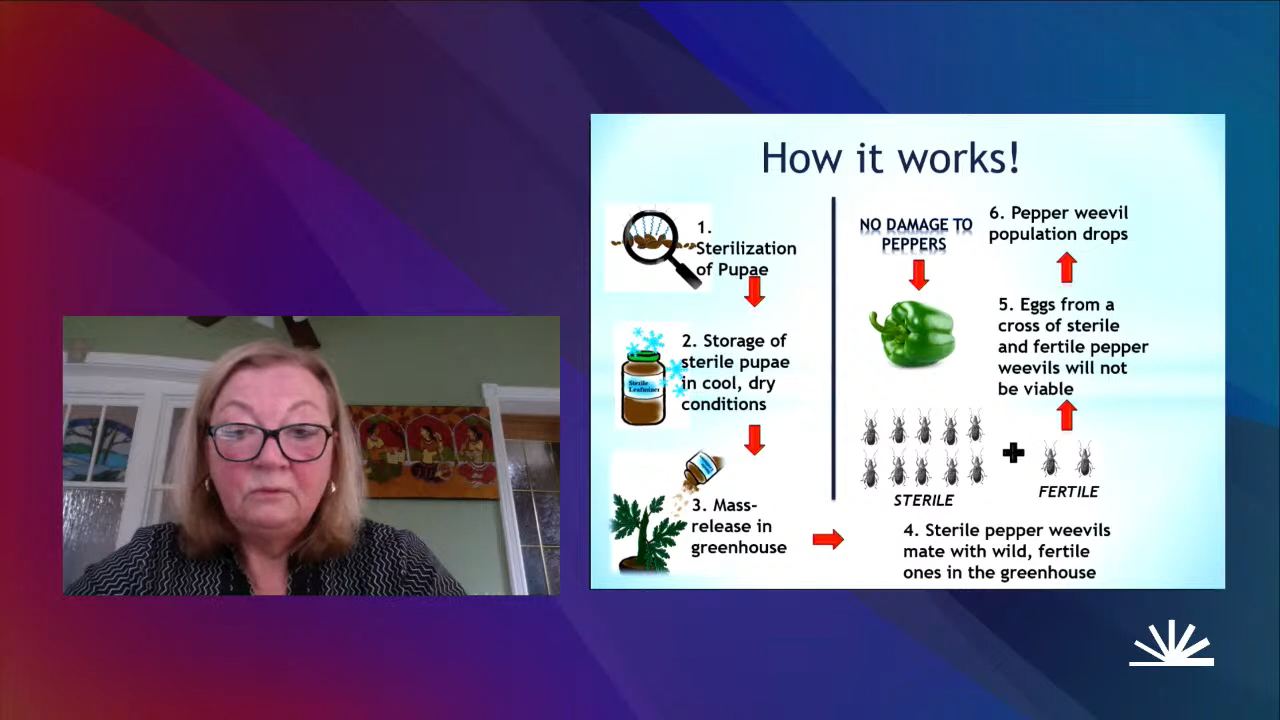 How it works!
1.
Sterilization
of Pupae
2. Storage of
sterile pupae
in cool, dry
conditions
Sterile
Leafminer
3. Mass-
release in
greenhouse
NO DAMAGE TO
PEPPERS
6. Pepper weevil
population drops
5. Eggs from a
cross of sterile
and fertile pepper
weevils will not
be viable
STERILE
FERTILE
4. Sterile pepper weevils
mate with wild, fertile
ones in the greenhouse